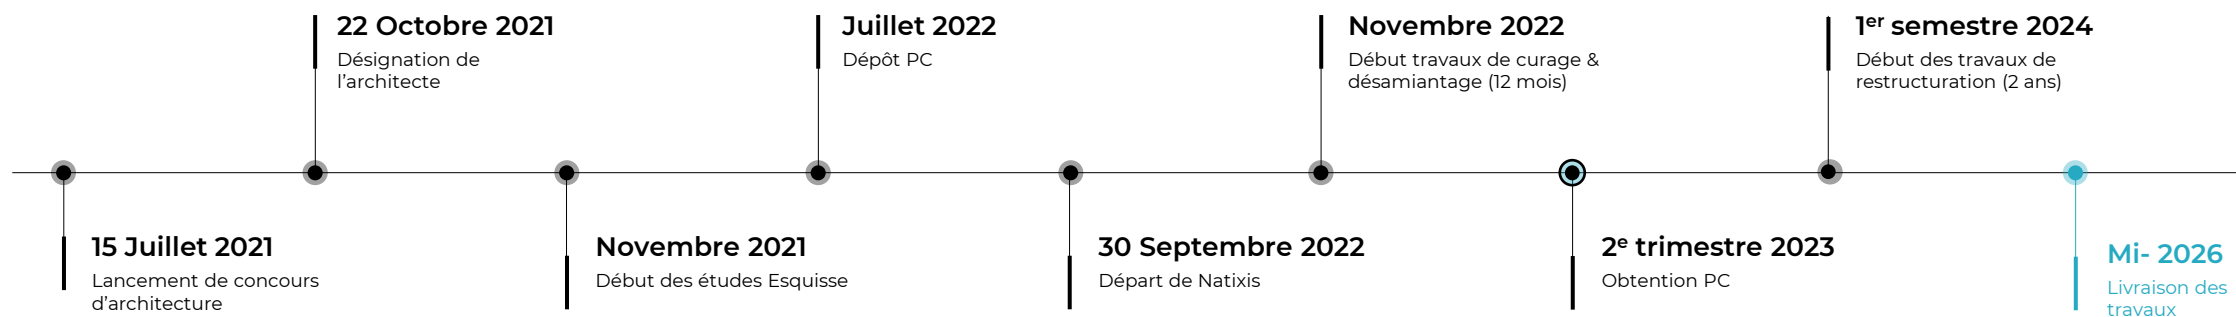 22 Octobre 2021
Désignation de
l'architecte
Juillet 2022
Dépôt PC
Novembre 2022
Début travaux de curage &
désamiantage (12 mois)
1er semestre 2024
Début des travaux de
restructuration (2 ans)
15 Juillet 2021
Lancement de concours
d'architecture
Novembre 2021
Début des études Esquisse
30 Septembre 2022
Départ de Natixis
2e trimestre 2023
Obtention PC
Mi- 2026
Livraison des
travaux